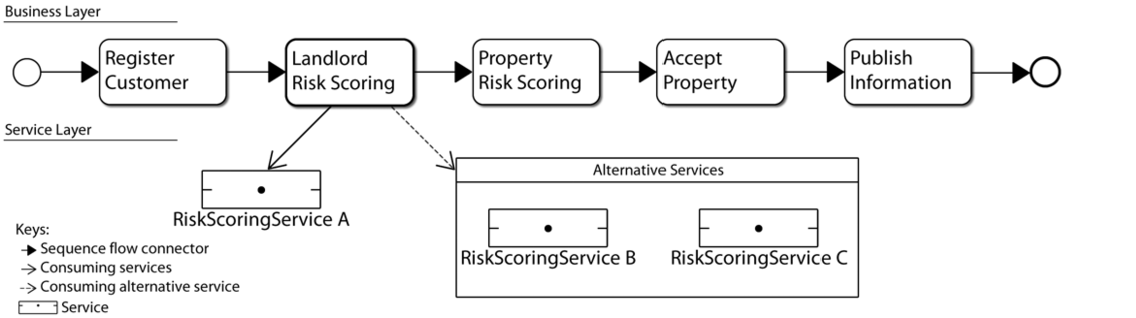 Business Layer
Register
Customer
Landlord
Risk Scoring
Property
Risk Scoring
Accept
Property
Publish
Information
Service Layer
Alternative Services
RiskScoringService A
RiskScoringService B
RiskScoringService C
Keys:
Sequence flow connector
Consuming services
Consuming alternative service
Service